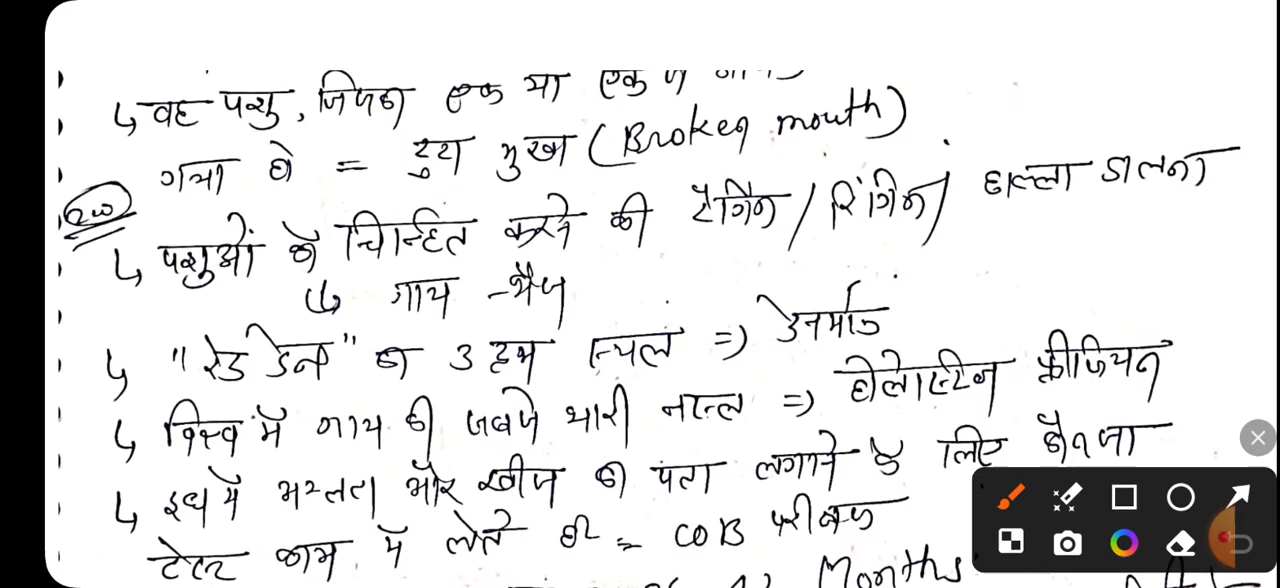 ↳ वह पशु, जिसका एक या एक से
गया हो = टुटा मुखा (Broken mouth)
↳ पशुओं को चिन्हित करने की टैगिंग / रिंगिंग / छल्ला डालना
↳ गाय -भैंस
↳ "रेड डेन" का उद्गम स्थल => डेनमार्क
↳ विश्व में गाय की सबसे भारी नस्ल => होलेस्टिन फ्रीजियन
↳ दूध में अम्लता और खीस का पता लगाने के लिए कौनसा
टेस्ट काम में लेते है = COB परीक्षण
Months